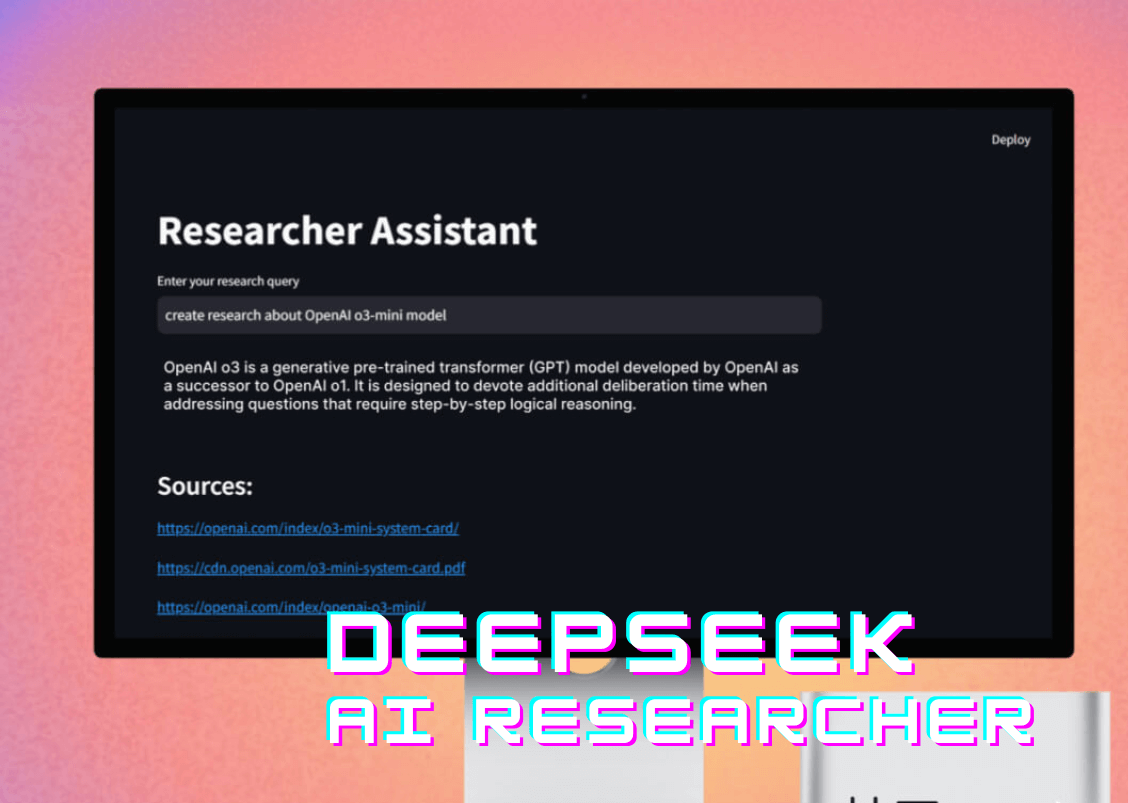 Deploy
Researcher Assistant
Enter your research query
create research about OpenAI o3-mini model
OpenAI o3 is a generative pre-trained transformer (GPT) model developed by OpenAI as
a successor to OpenAI o1. It is designed to devote additional deliberation time when
addressing questions that require step-by-step logical reasoning.
Sources:
https://openai.com/index/o3-mini-system-card/
https://cdn.openai.com/o3-mini-system-card.pdf
https://openai.com/index/openai-o3-mini/
DEEPSEEK
AI RESEARCHER